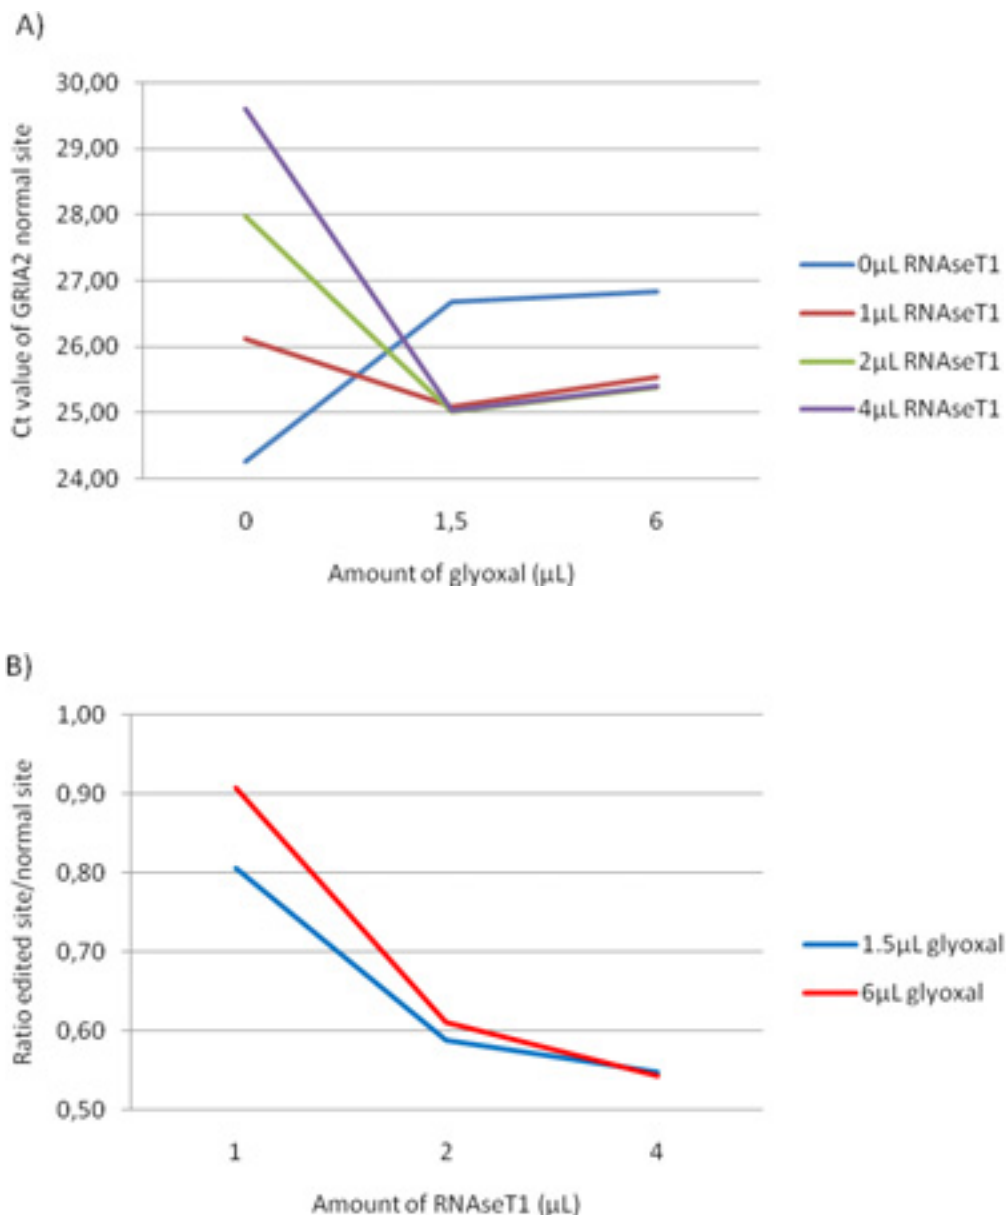 A)
Ct value of GRIA2 normal site
30,00
29,00
28,00
27,00
26,00
25,00
24,00
0
1,5
6
Amount of glyoxal (µL)
0µL RNAseT1
1µL RNAseT1
2µL RNAseT1
4µL RNAseT1
B)
Ratio edited site/normal site
1,00
0,90
0,80
0,70
0,60
0,50
1
2
4
Amount of RNAseT1 (µL)
1.5µL glyoxal
6µL glyoxal